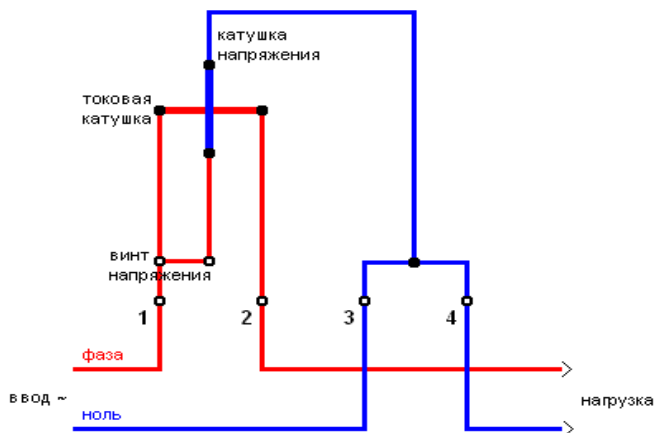 катушка
напряжения
токовая
катушка
винт
напряжения
1
2
3
4
фаза
ввод ~
нагрузка
ноль